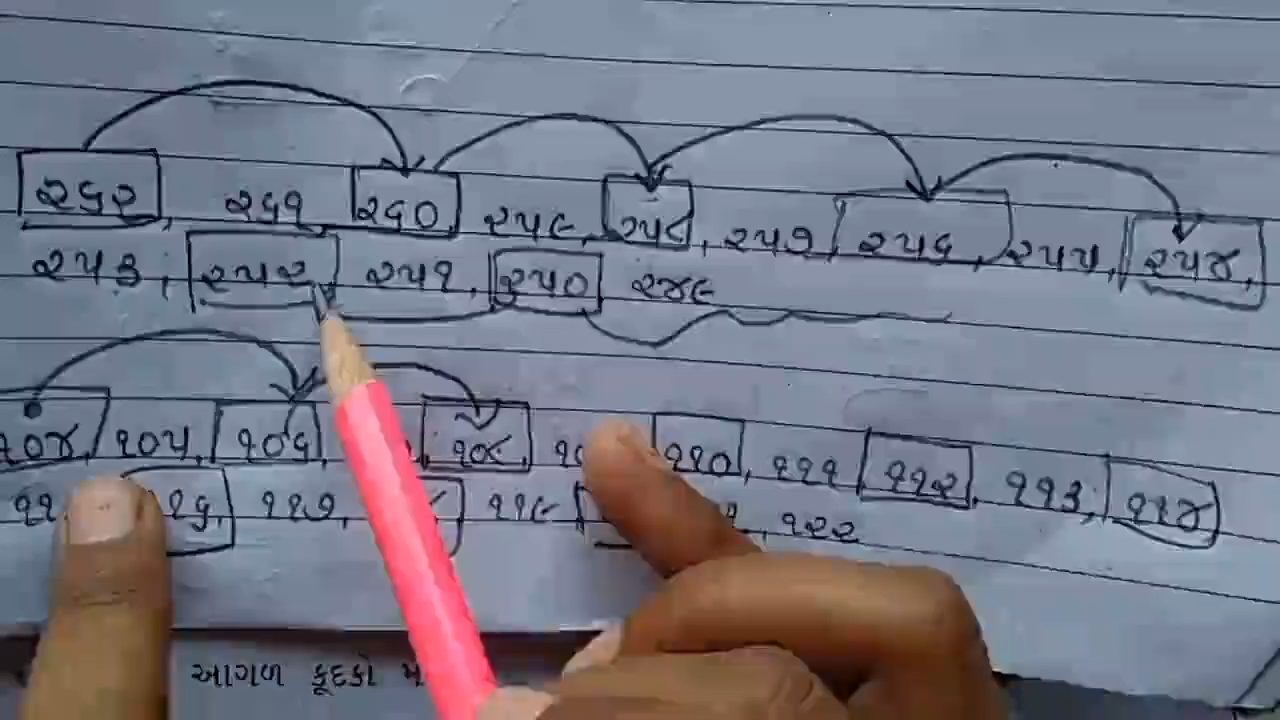 ૨૬૨, ૨૬૧ ૨૬૦, ૨૫૯, ૨૫૮, ૨૫૭ ૨૫૬, ૨૫૫, ૨૫૪,
૨૫૩, ૨૫૨ ૨૫૧, ૨૫૦ ૨૪૯
૧૦૪, ૧૦૫, ૧૦૬, ૧૦૮, ૧૧૦, ૧૧૧ ૧૧૨, ૧૧૩, ૧૧૪
૧૧૭, ૧૧૯ ૧૨૨
આગળ કૂદકો